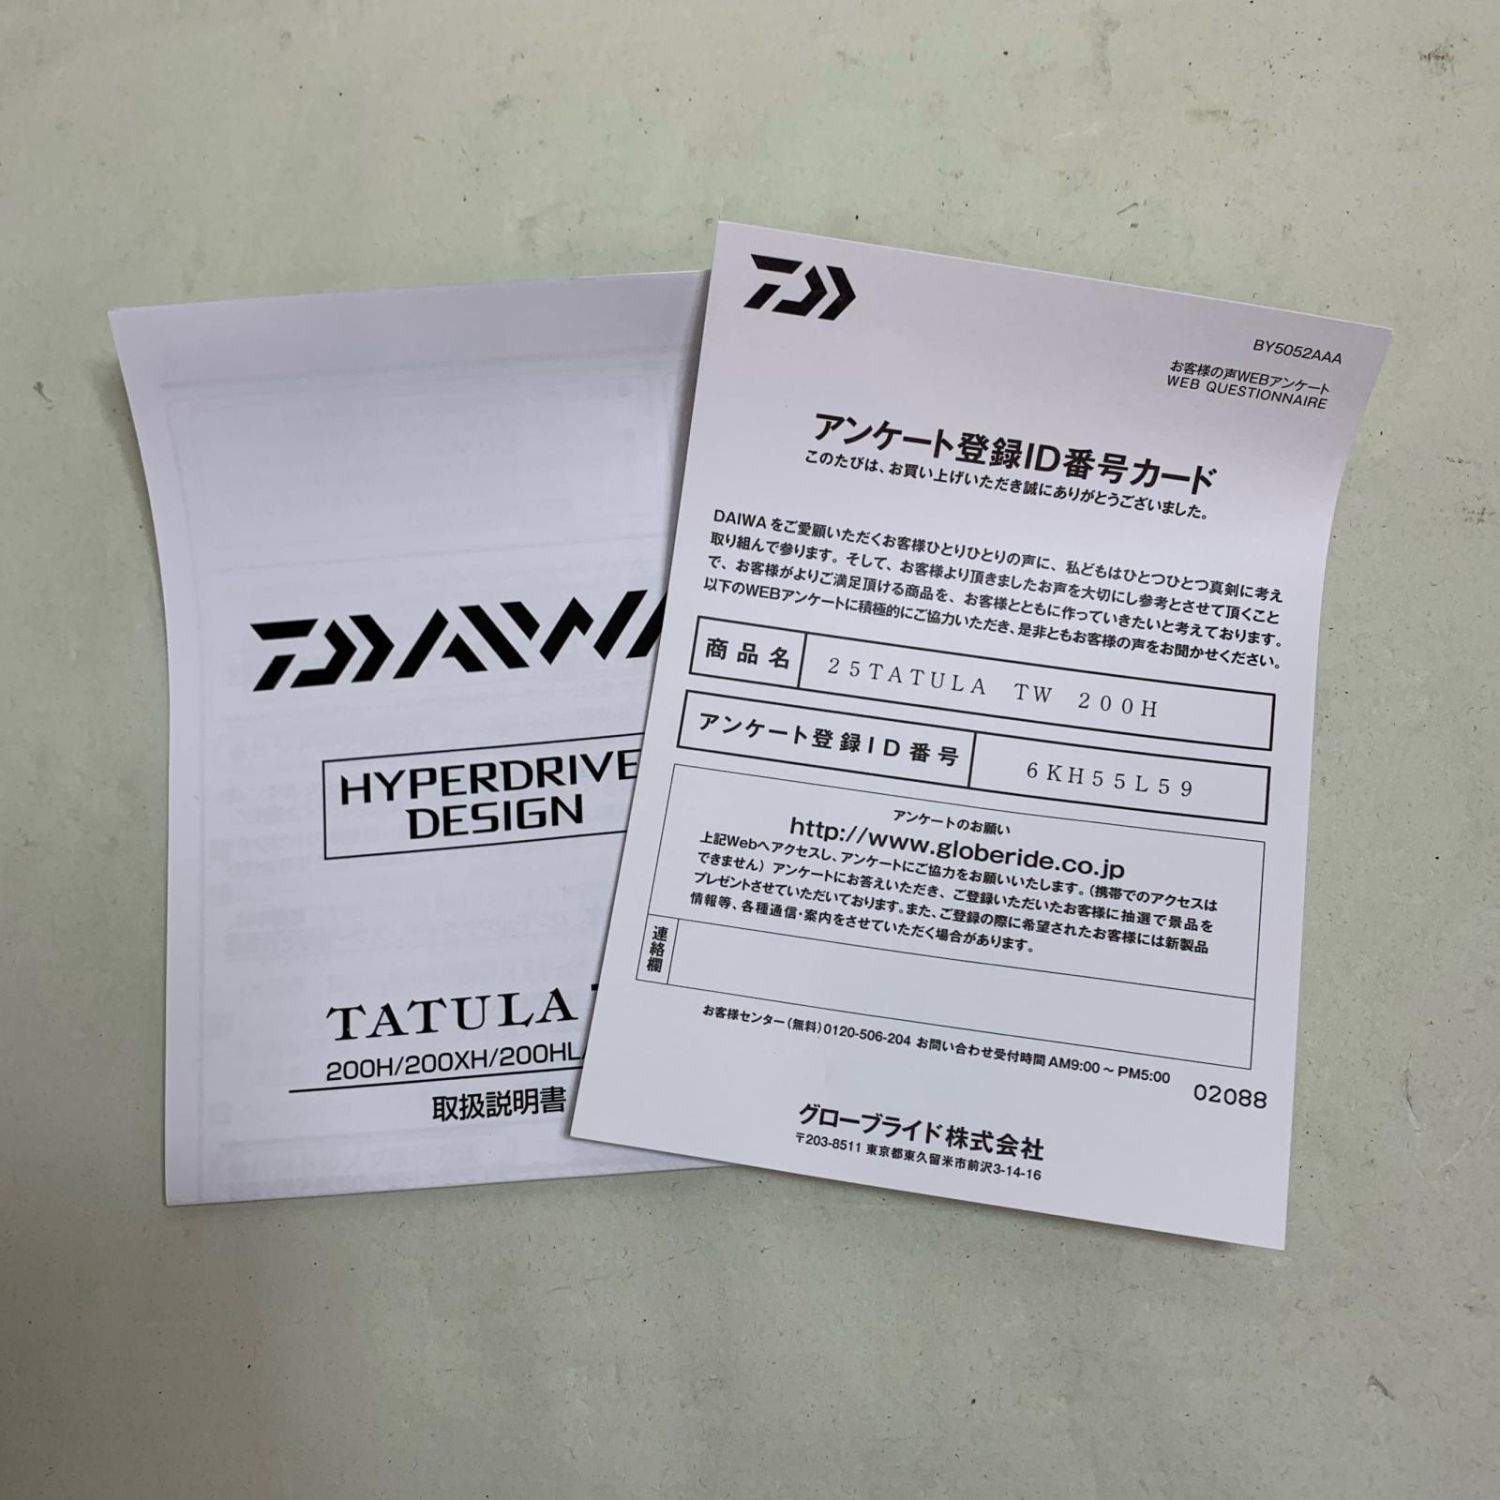 DAIWA
HYPERDRIVE
DESIGN
TATULA
200H/200XH/200HL
取扱説明書
BY5052AAA
お客様の声WEBアンケート
WEB QUESTIONNAIRE
アンケート登録ID番号カード
このたびは、お買い上げいただき誠にありがとうございました。
DAIWAをご愛顧いただくお客様ひとりひとりの声に、私どもはひとつひとつ真剣に考え
取り組んで参ります。そして、お客様より頂きましたお声を大切にし参考とさせて頂くこと
で、お客様がよりご満足頂ける商品を、お客様とともに作っていきたいと考えております。
以下のWEBアンケートに積極的にご協力いただき、是非ともお客様の声をお聞かせください。
商品名 25TATULA TW 200H
アンケート登録ID番号 6KH55L59
アンケートのお願い
http://www.globeride.co.jp
上記Webへアクセスし、アンケートにご協力をお願いいたします。(携帯でのアクセスは
できません) アンケートにお答えいただき、ご登録いただいたお客様に抽選で景品を
プレゼントさせていただいております。また、ご登録の際に希望されたお客様には新製品
情報等、各種通信・案内をさせていただく場合があります。
連絡欄
お客様センター(無料)0120-506-204 お問い合わせ受付時間 AM9:00～PM5:00
02088
グローブライド株式会社
〒203-8511 東京都東久留米市前沢3-14-16